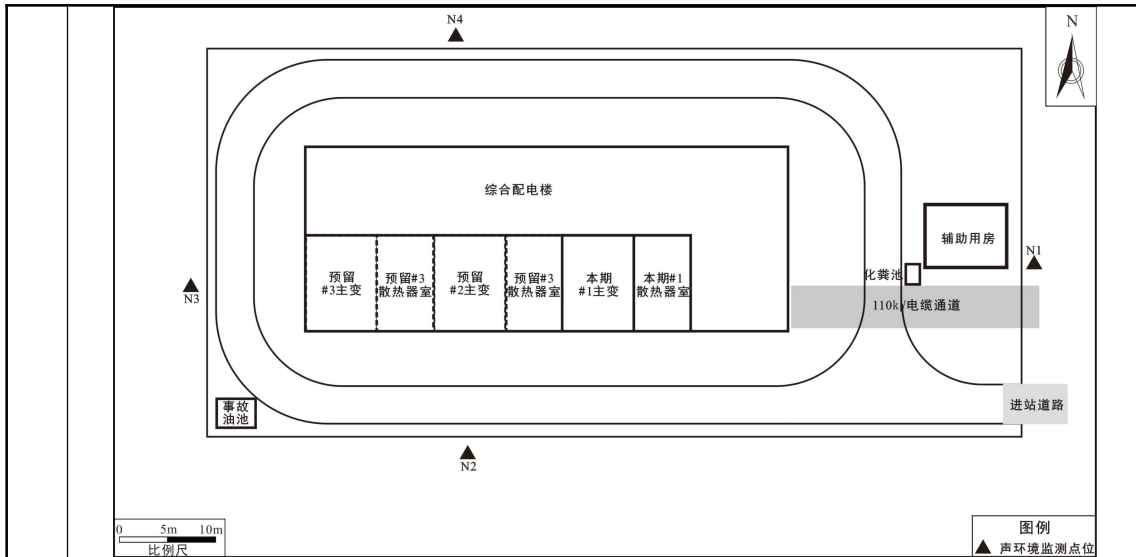 N4
N
综合配电楼
辅助用房
N1
化粪池
预留
#3主变
预留#3
散热器室
预留
#2主变
预留#3
散热器室
本期
#1主变
本期#1
散热器室
N3
110kV电缆通道
事故
油池
进站道路
N2
0 5m 10m
比例尺
图例
声环境监测点位